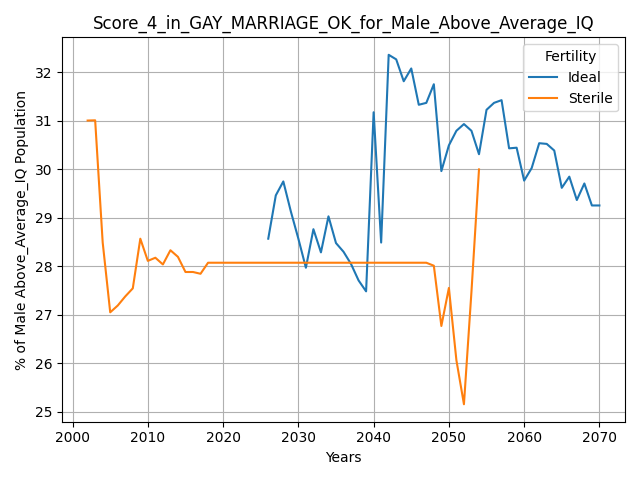 Score_4_in_GAY_MARRIAGE_OK_for_Male_Above_Average_IQ
% of Male Above_Average_IQ Population
32
31
30
29
28
27
26
25
Fertility
Ideal
Sterile
2000 2010 2020 2030 2040 2050 2060 2070
Years